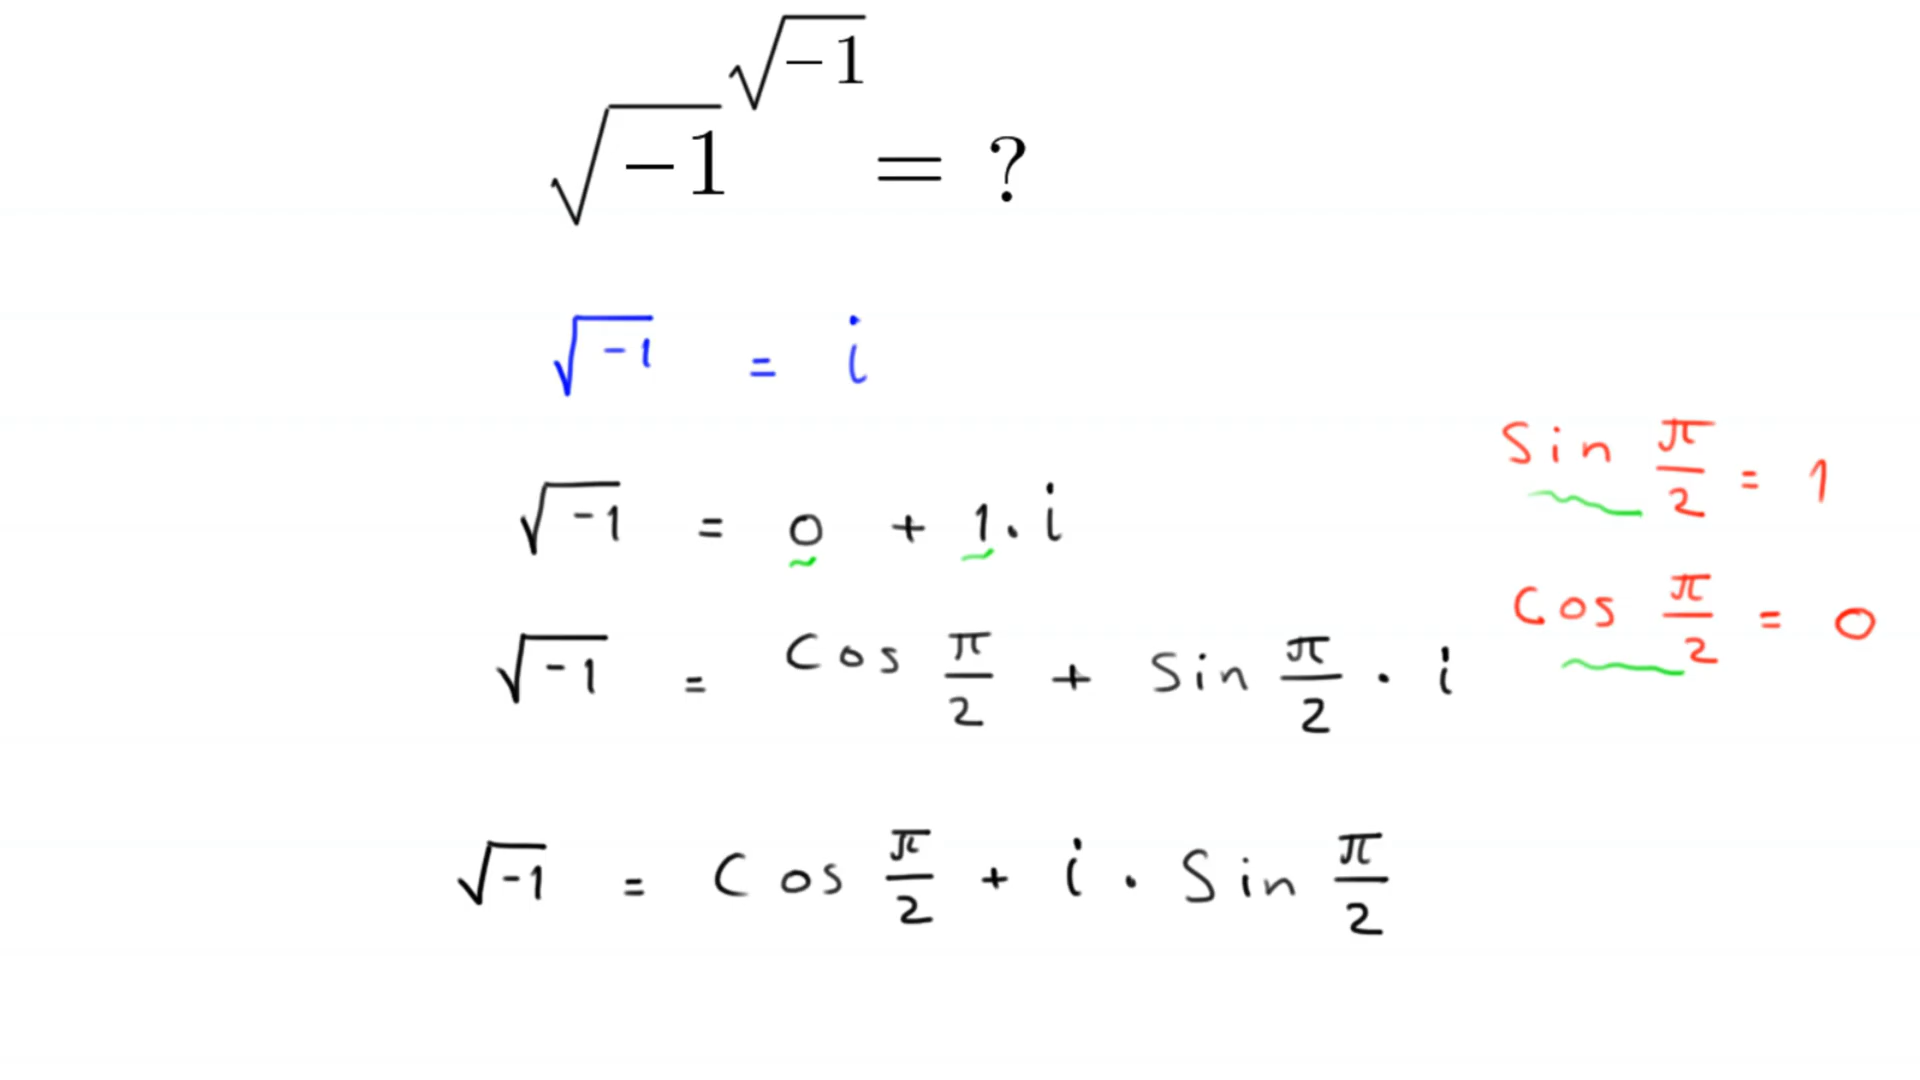 √-1^√-1 = ?
√-1 = i
√-1 = 0 + 1 · i
√-1 = Cos π/2 + Sin π/2 · i
√-1 = Cos π/2 + i · Sin π/2
Sin π/2 = 1
Cos π/2 = 0